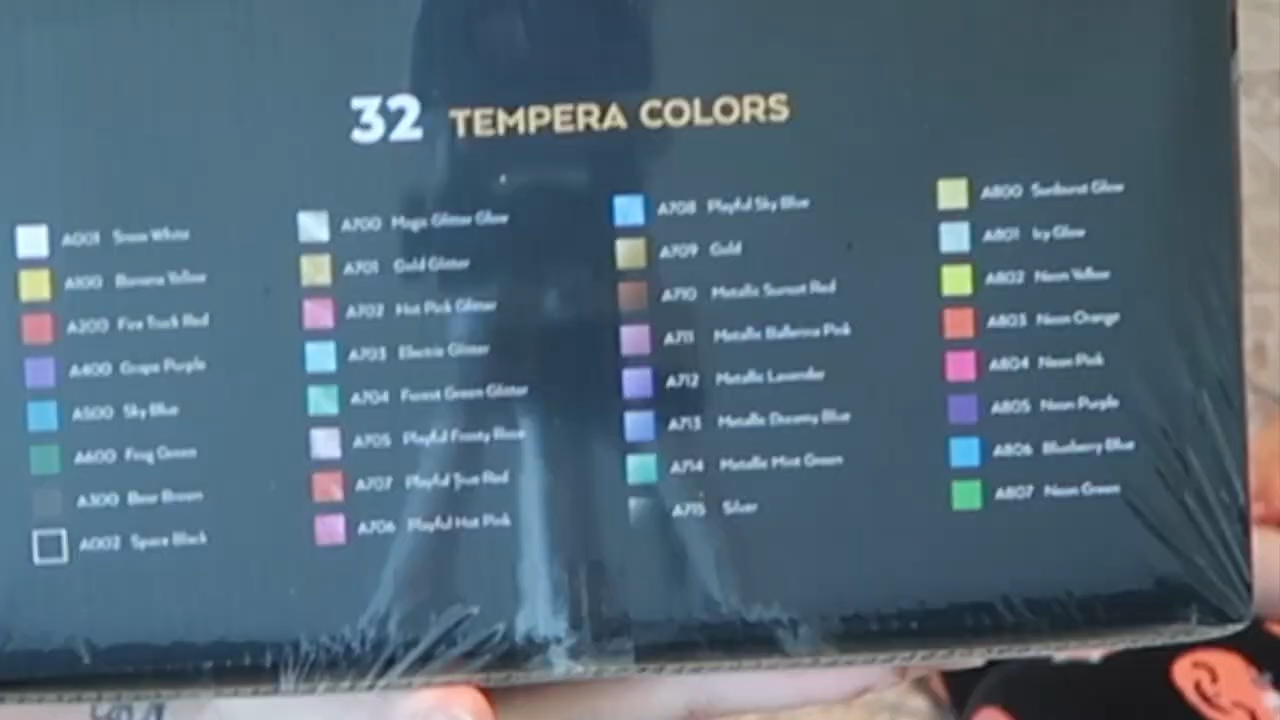 32 TEMPERA COLORS
A001 Snow White
A100 Banana Yellow
A200 Fire Truck Red
A400 Grape Purple
A500 Sky Blue
A600 Frog Green
A300 Bear Brown
A002 Space Black
A700 Magic Glitter Glow
A701 Gold Glitter
A702 Hot Pink Glitter
A703 Electric Glitter
A704 Forest Green Glitter
A705 Playful Frosty Rose
A707 Playful True Red
A706 Playful Hot Pink
A708 Playful Sky Blue
A709 Gold
A710 Metallic Sunset Red
A711 Metallic Ballerina Pink
A712 Metallic Lavender
A713 Metallic Dreamy Blue
A714 Metallic Mint Green
A715 Silver
A800 Sunburst Glow
A801 Icy Glow
A802 Neon Yellow
A803 Neon Orange
A804 Neon Pink
A805 Neon Purple
A806 Blueberry Blue
A807 Neon Green